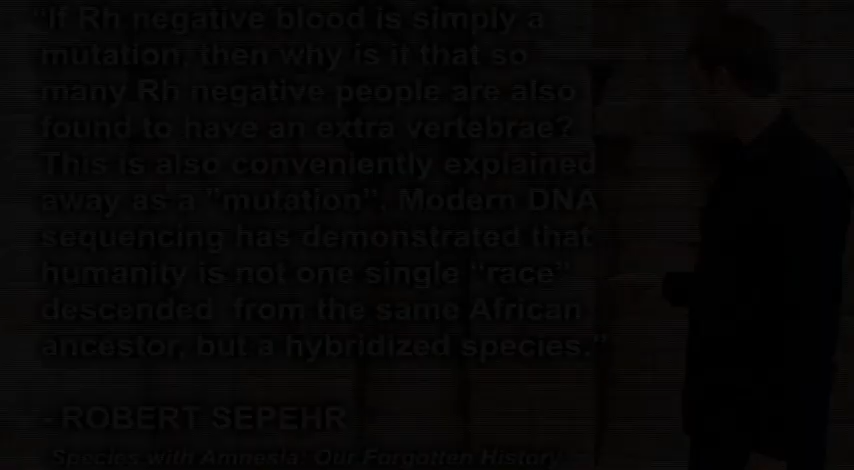 "If Rh negative blood is simply a
mutation, then why is it that so
many Rh negative people are also
found to have an extra vertebrae?
This is also conveniently explained
away as a "mutation". Modern DNA
sequencing has demonstrated that
humanity is not one single "race"
descended from the same African
ancestor, but a hybridized species."
- ROBERT SEPEHR
Species with Amnesia: Our Forgotten History